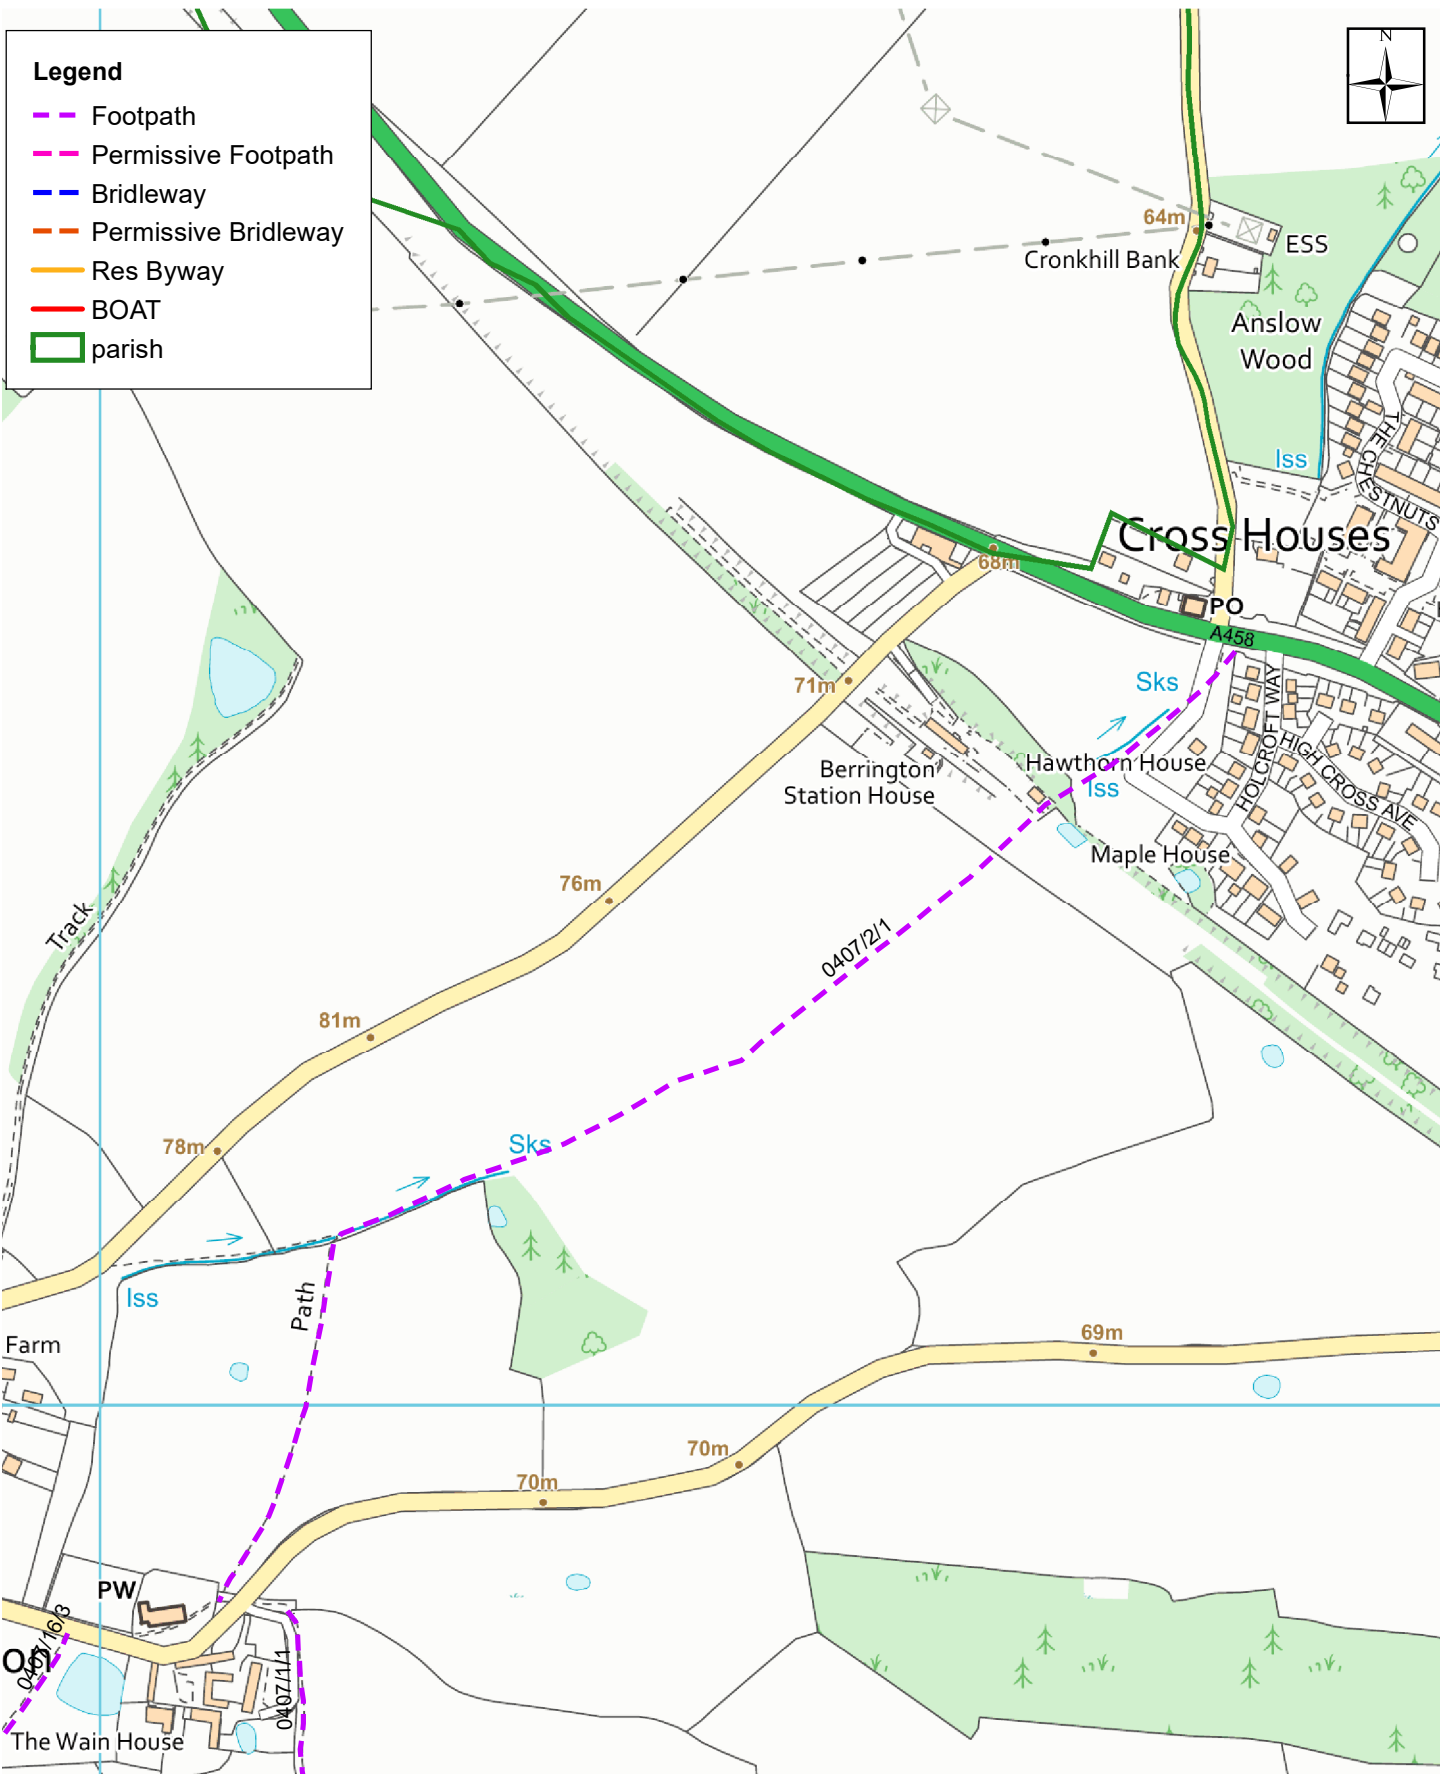 Legend
Footpath
Permissive Footpath
Bridleway
Permissive Bridleway
Res Byway
BOAT
parish
N
64m
ESS
Cronkhill Bank
Anslow
Wood
THE CHESTNUTS
Iss
Cross Houses
68m
PO
A458
71m
Sks
Berrington
Station House
Hawthorn House
Iss
HOLCROFT WAY
HIGH CROSS AVE
Maple House
76m
Track
0407/2/1
81m
78m
Sks
Iss
Path
Farm
69m
70m
70m
PW
on
0407/16/3
0407/1/1
The Wain House